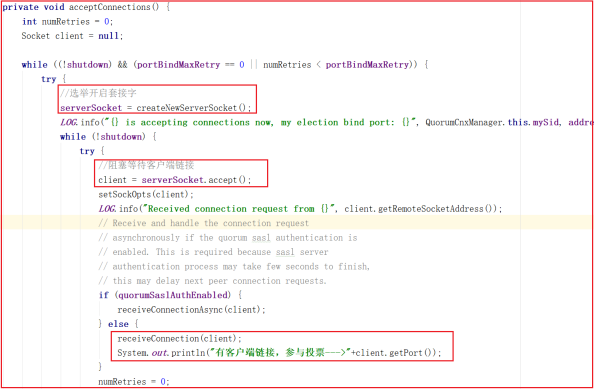 private void acceptConnections() {
int numRetries = 0;
Socket client = null;
while ((!shutdown) && (portBindMaxRetry == 0 || numRetries < portBindMaxRetry)) {
try {
//选举开启套接字
serverSocket = createNewServerSocket();
LOG.info("{} is accepting connections now, my election bind port: {}", QuorumCnxManager.this.mySid, addre
while (!shutdown) {
try {
//阻塞等待客户端链接
client = serverSocket.accept();
setSockOpts(client);
LOG.info("Received connection request from {}", client.getRemoteSocketAddress());
// Receive and handle the connection request
// asynchronously if the quorum sasl authentication is
// enabled. This is required because sasl server
// authentication process may take few seconds to finish,
// this may delay next peer connection requests.
if (quorumSaslAuthEnabled) {
receiveConnectionAsync(client);
} else {
receiveConnection(client);
System.out.println("有客户端链接，参与投票--->"+client.getPort());
}
numRetries = 0;